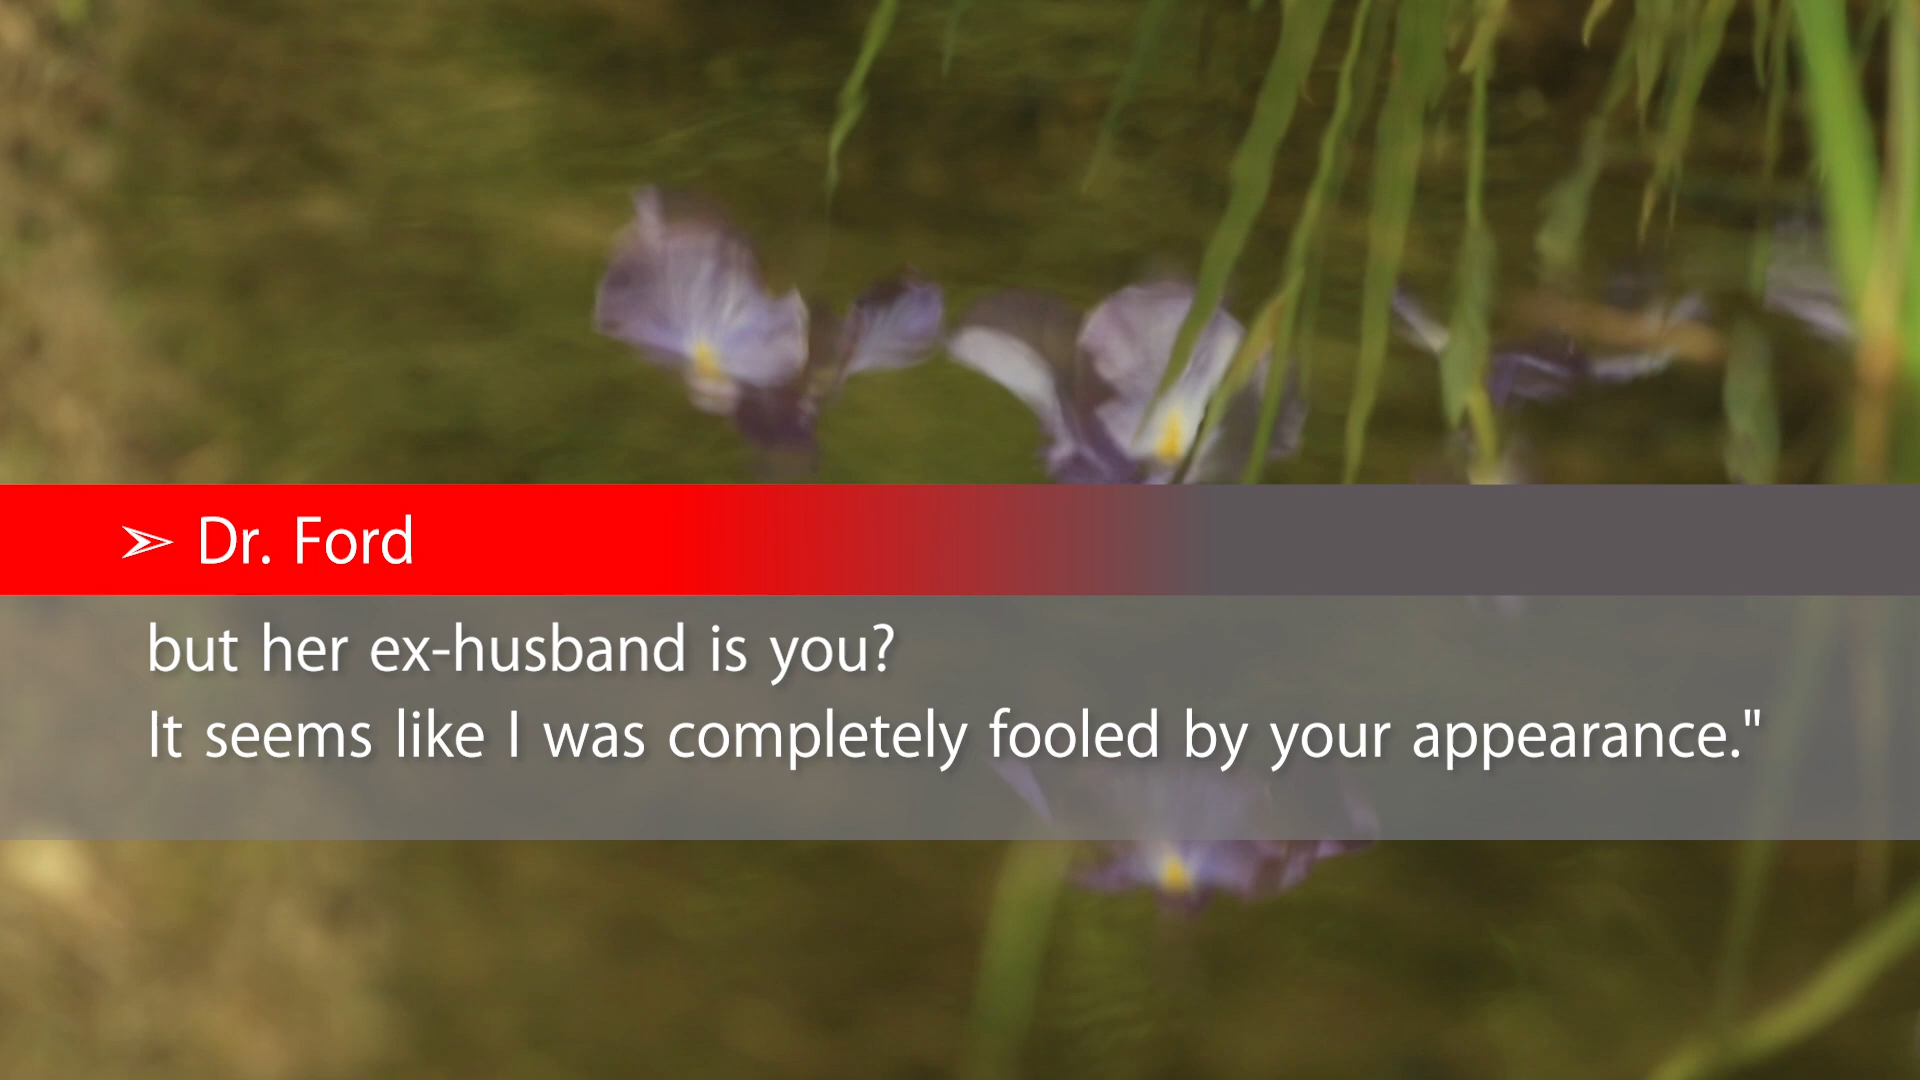 ➢ Dr. Ford
but her ex-husband is you?
It seems like I was completely fooled by your appearance."